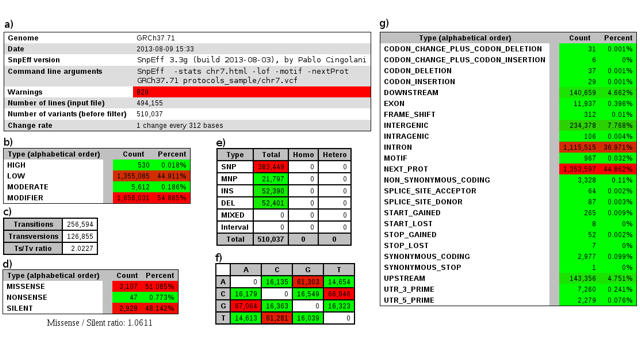 a)
Genome GRCh37.71
Date 2013-08-09 15:33
SnpEff version SnpEff 3.3g (build 2013-08-03), by Pablo Cingolani
Command line arguments SnpEff -stats chr7.html -lof -motif -nextProt
GRCh37.71 protocols_sample/chr7.vcf
Warnings
Number of lines (input file) 494,155
Number of variants (before filter) 510,037
Change rate 1 change every 312 bases
b)
Type (alphabetical order) Count Percent
HIGH 530 0.018%
LOW 1,355,085 44.911%
MODERATE 5,612 0.186%
MODIFIER 54.885%
c)
Transitions 256,594
Transversions 126,855
Ts/Tv ratio 2.0227
d)
Type (alphabetical order) Count Percent
MISSENSE 3,107 51.085%
NONSENSE 47 0.773%
SILENT 2,928 48.142%
Missense / Silent ratio: 1.0611
e)
Type Total Homo Hetero
SNP 383,449 0 0
MNP 21,797 0 0
INS 52,390 0 0
DEL 52,401 0 0
MIXED 0 0 0
Interval 0 0 0
Total 510,037 0 0
f)
A C G T
A 0 16,135 61,303 14,654
C 16,179 0 16,549
G 16,363 0 16,323
T 14,613 61,281 16,039 0
g)
Type (alphabetical order) Count Percent
CODON_CHANGE_PLUS_CODON_DELETION 31 0.001%
CODON_CHANGE_PLUS_CODON_INSERTION 6 0%
CODON_DELETION 37 0.001%
CODON_INSERTION 29 0.001%
DOWNSTREAM 140,659 4.662%
EXON 11,937 0.396%
FRAME_SHIFT 312 0.01%
INTERGENIC 234,378 7.768%
INTRAGENIC 106 0.004%
INTRON 1,115,515 36.971%
MOTIF 967 0.032%
NEXT_PROT 1,353,597 44.862%
NON_SYNONYMOUS_CODING 3,328 0.11%
SPLICE_SITE_ACCEPTOR 64 0.002%
SPLICE_SITE_DONOR 87 0.003%
START_GAINED 265 0.009%
START_LOST 8 0%
STOP_GAINED 52 0.002%
STOP_LOST 7 0%
SYNONYMOUS_CODING 2,977 0.099%
SYNONYMOUS_STOP 1 0%
UPSTREAM 143,356 4.751%
UTR_3_PRIME 7,260 0.241%
UTR_5_PRIME 2,279 0.076%